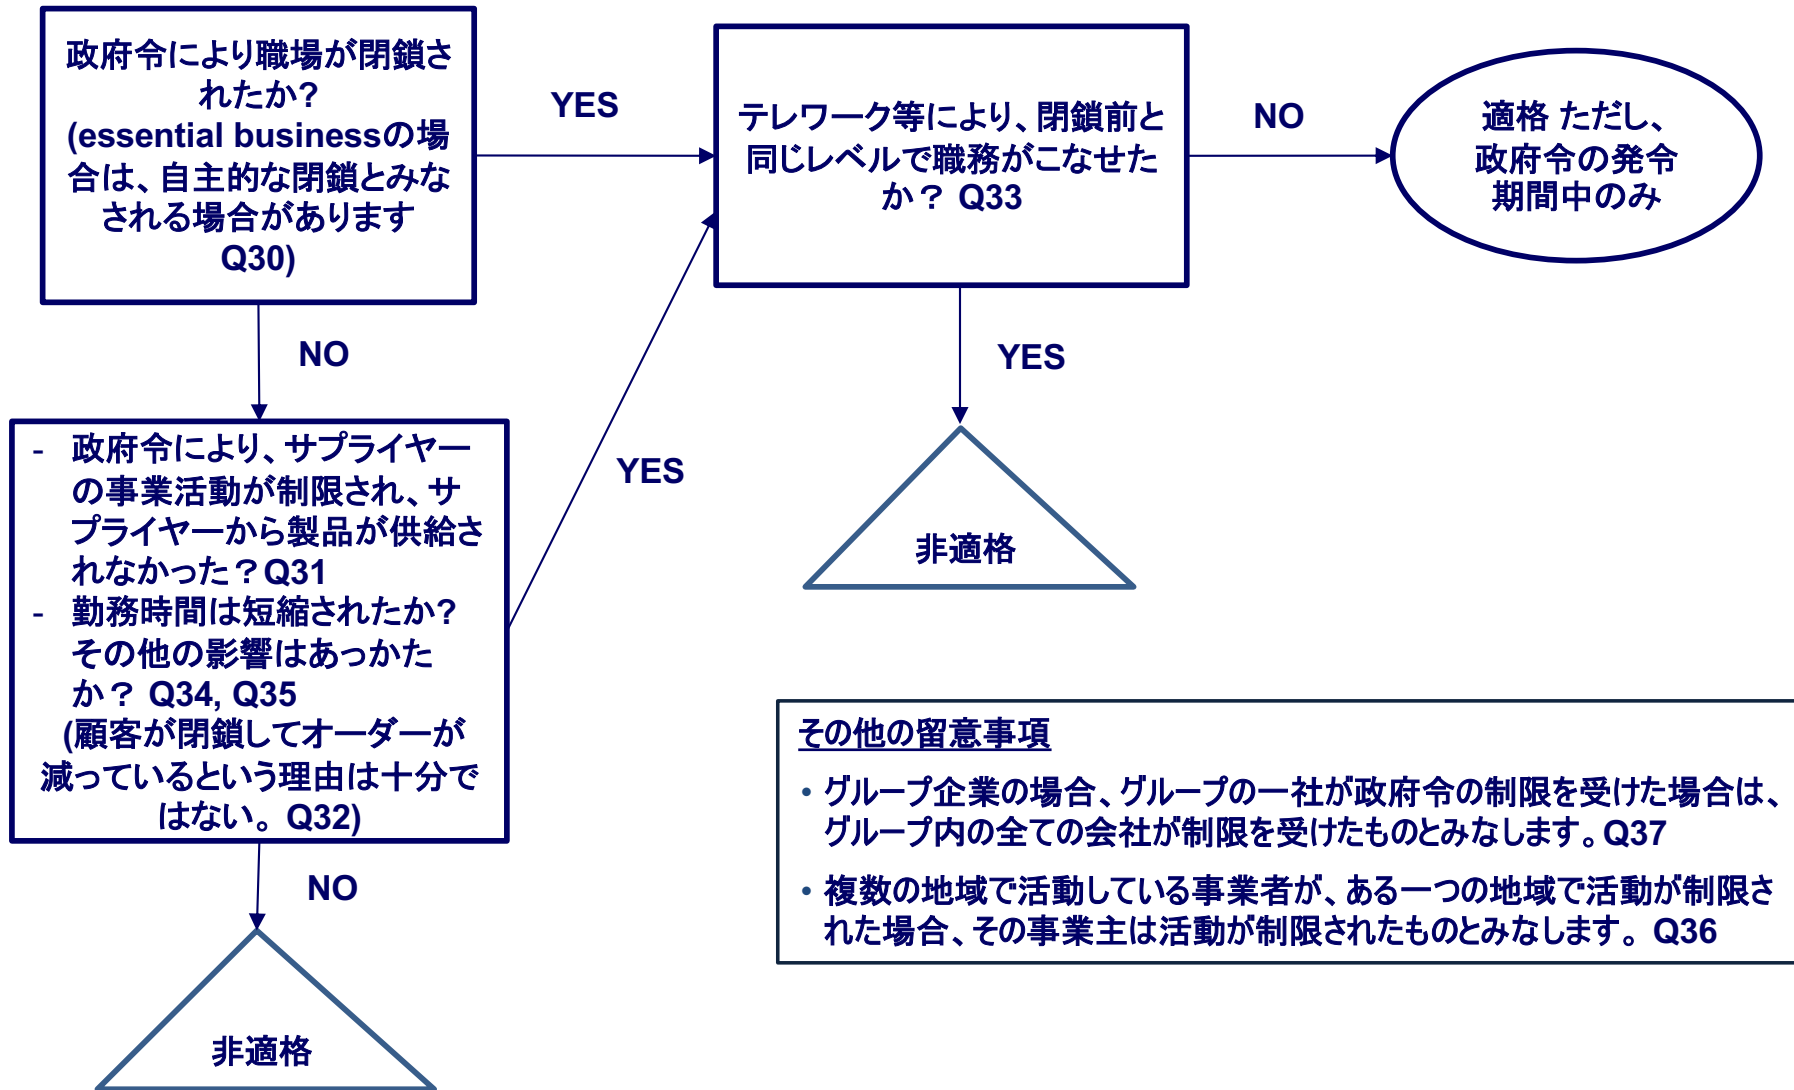 政府令により職場が閉鎖さ
れたか?
(essential businessの場
合は、自主的な閉鎖とみな
される場合があります
Q30)
YES
テレワーク等により、閉鎖前と
同じレベルで職務がこなせた
か？ Q33
NO
適格 ただし、
政府令の発令
期間中のみ
NO
YES
- 政府令により、サプライヤー
の事業活動が制限され、サ
プライヤーから製品が供給さ
れなかった？Q31
- 勤務時間は短縮されたか?
その他の影響はあっかた
か？ Q34, Q35
(顧客が閉鎖してオーダーが
減っているという理由は十分で
はない。Q32)
YES
非適格
NO
非適格
その他の留意事項
• グループ企業の場合、グループの一社が政府令の制限を受けた場合は、
グループ内の全ての会社が制限を受けたものとみなします。Q37
• 複数の地域で活動している事業者が、ある一つの地域で活動が制限さ
れた場合、その事業主は活動が制限されたものとみなします。Q36